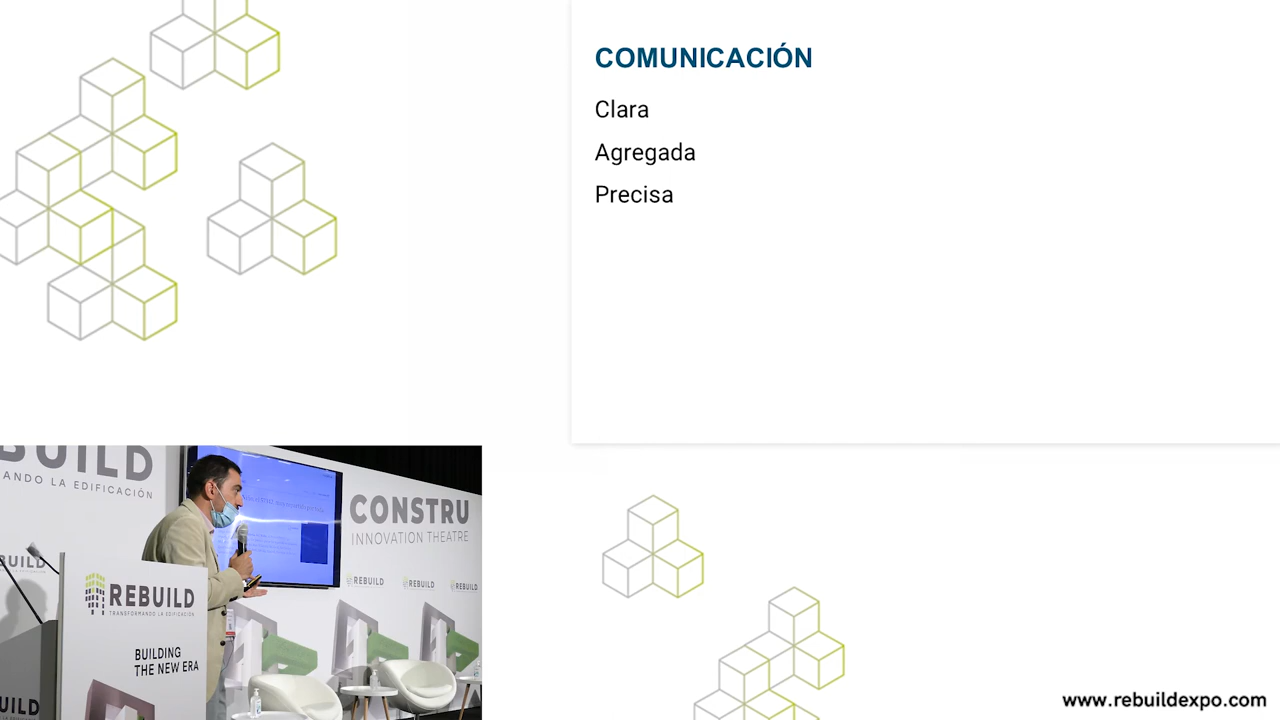 COMUNICACIÓN
Clara
Agregada
Precisa
BUILD
ANDO LA EDIFICACIÓN
CONSTRU
INNOVATION THEATRE
BUILD
REBUILD
REBUILD
REBUILD
REBUILD
TRANSFORMANDO LA EDIFICACIÓN
BUILDING
THE NEW ERA
UILD
www.rebuildexpo.com